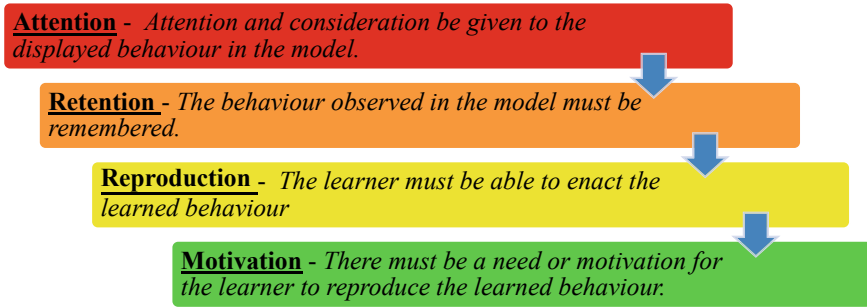 Attention - Attention and consideration be given to the
displayed behaviour in the model.
Retention - The behaviour observed in the model must be
remembered.
Reproduction - The learner must be able to enact the
learned behaviour
Motivation - There must be a need or motivation for
the learner to reproduce the learned behaviour.